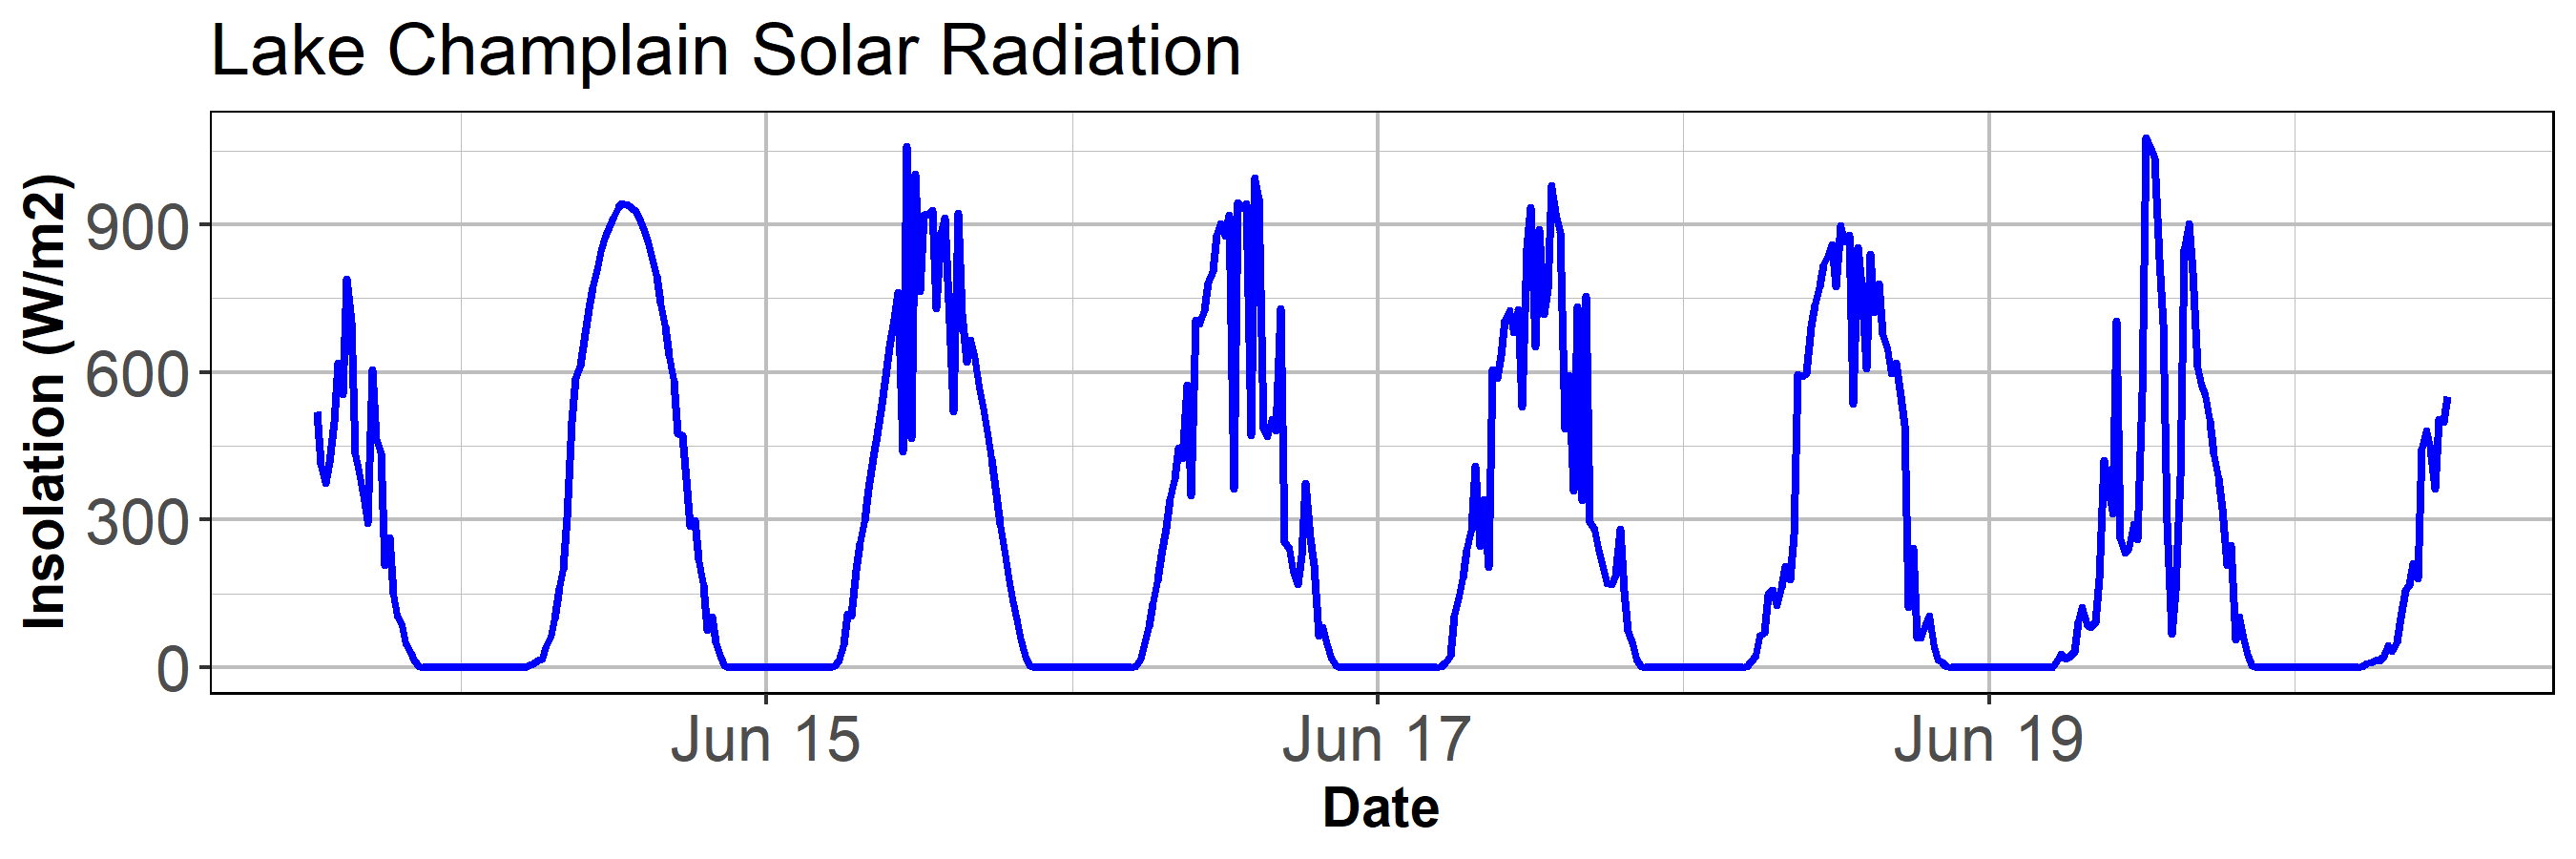 Lake Champlain Solar Radiation
Insolation (W/m2)
900
600
300
0
Jun 15
Jun 17
Jun 19
Date